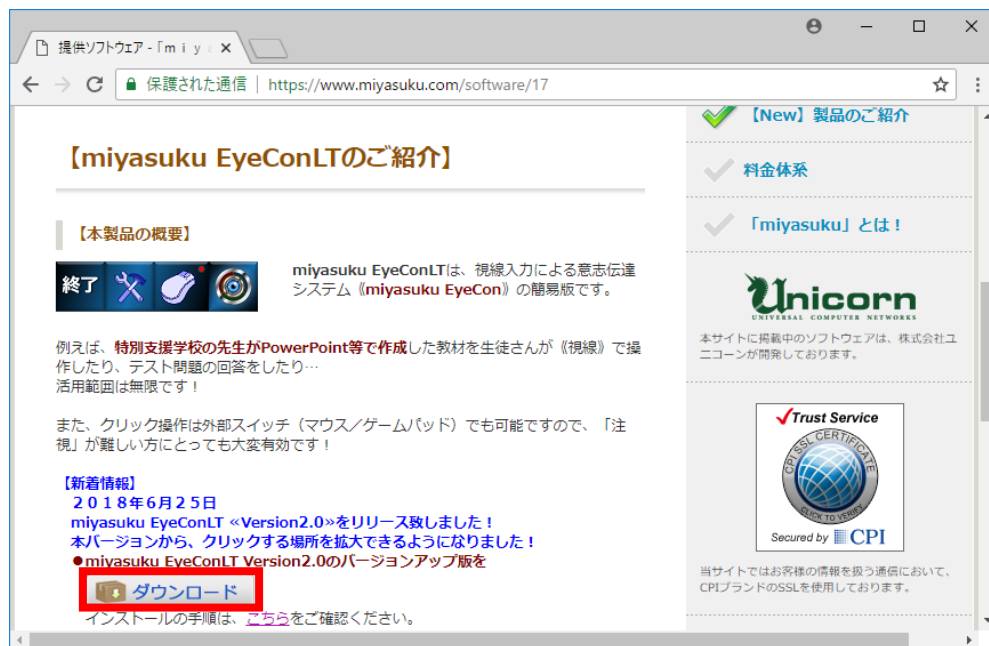 提供ソフトウェア -「ｍｉｙ
保護された通信 | https://www.miyasuku.com/software/17
【miyasuku EyeConLTのご紹介】
【本製品の概要】
終了
miyasuku EyeConLTは、視線入力による意志伝達
システム《miyasuku EyeCon》の簡易版です。
例えば、特別支援学校の先生がPowerPoint等で作成した教材を生徒さんが《視線》で操
作したり、テスト問題の回答をしたり…
活用範囲は無限です！
また、クリック操作は外部スイッチ（マウス／ゲームパッド）でも可能ですので、「注
視」が難しい方にとっても大変有効です！
【新着情報】
２０１８年６月２５日
miyasuku EyeConLT «Version2.0»をリリース致しました！
本バージョンから、クリックする場所を拡大できるようになりました！
●miyasuku EyeConLT Version2.0のバージョンアップ版を
ダウンロード
インストールの手順は、こちらをご確認ください。
【New】製品のご紹介
料金体系
「miyasuku」とは！
Unicorn
UNIVERSAL COMPUTER NETWORKS
本サイトに掲載中のソフトウェアは、株式会社ユ
ニコーンが開発しております。
Trust Service
CPI SSL CERTIFICATE
CLICK TO VERIFY
Secured by CPI
当サイトではお客様の情報を扱う通信において、
CPIブランドのSSLを使用しております。